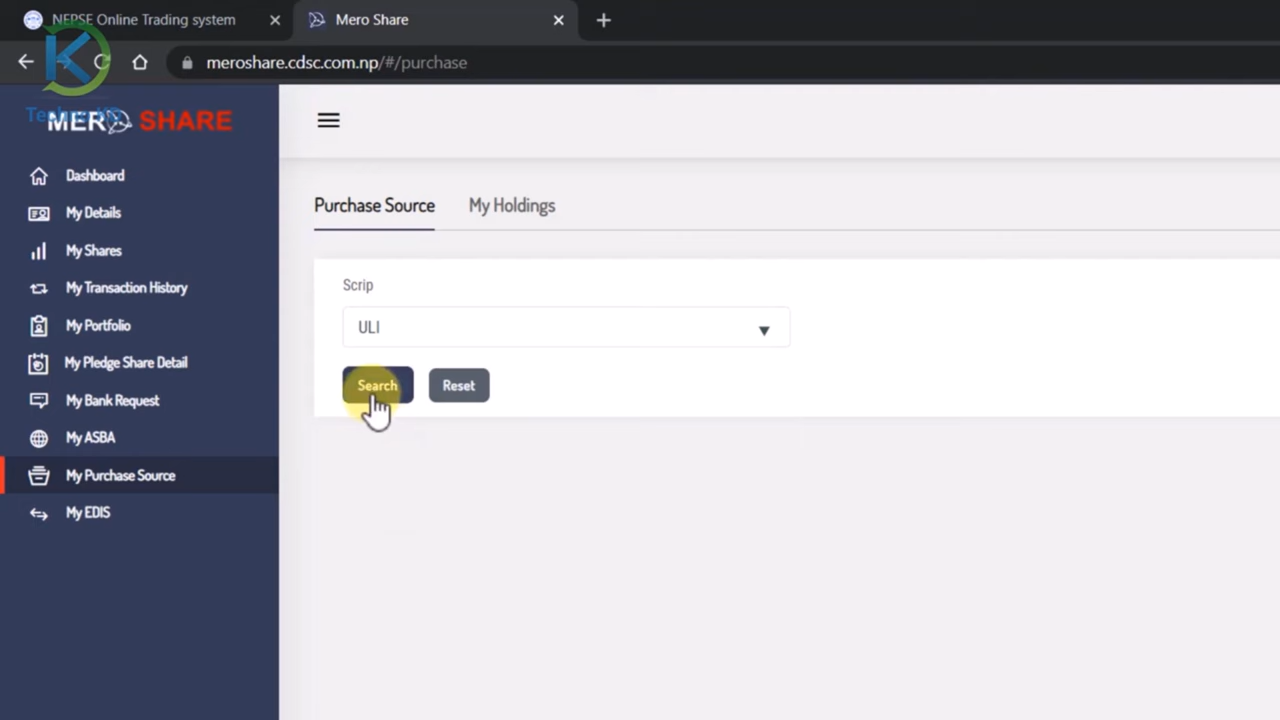 NEPSE Online Trading system
Mero Share
meroshare.cdsc.com.np/#/purchase
MERO SHARE
Dashboard
My Details
My Shares
My Transaction History
My Portfolio
My Pledge Share Detail
My Bank Request
My ASBA
My Purchase Source
My EDIS
Purchase Source
My Holdings
Scrip
ULI
Search
Reset